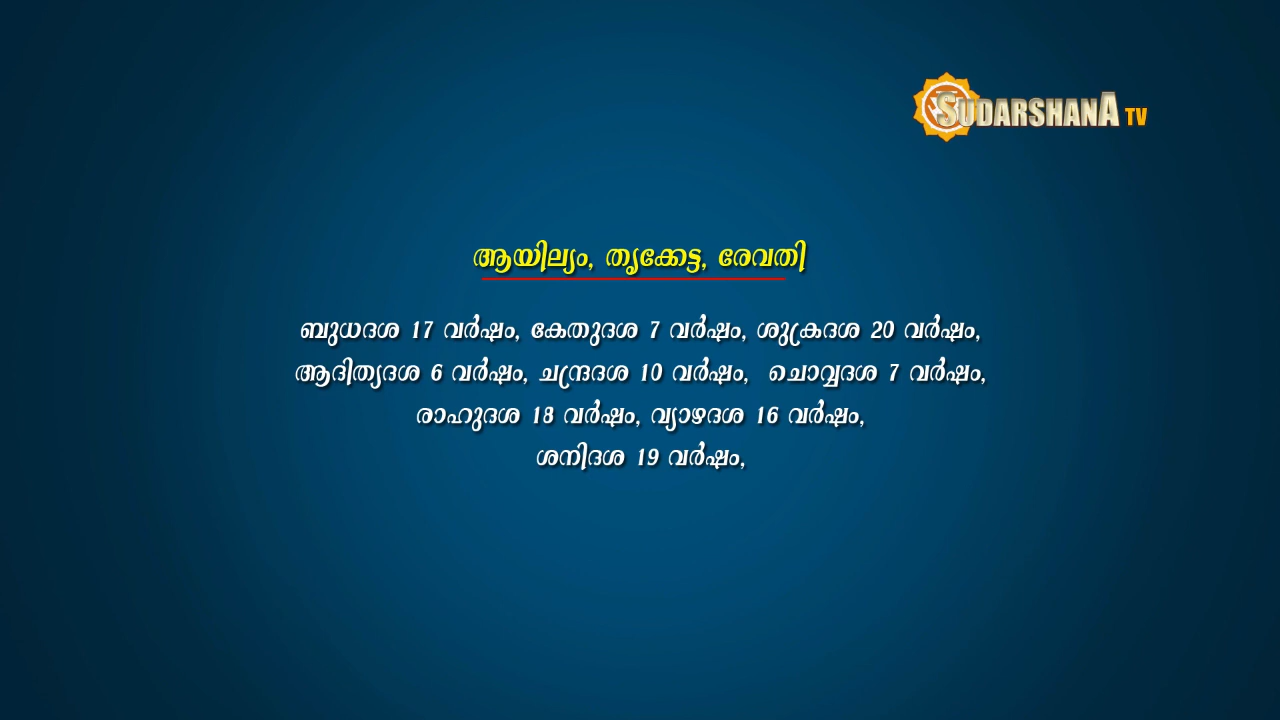 SUDARSHANA TV
ആയില്യം, തൃക്കേട്ട, രേവതി
ബുധദശ 17 വർഷം, കേതുദശ 7 വർഷം, ശുക്രദശ 20 വർഷം,
ആദിത്യദശ 6 വർഷം, ചന്ദ്രദശ 10 വർഷം, ചൊവ്വദശ 7 വർഷം,
രാഹുദശ 18 വർഷം, വ്യാഴദശ 16 വർഷം,
ശനിദശ 19 വർഷം,